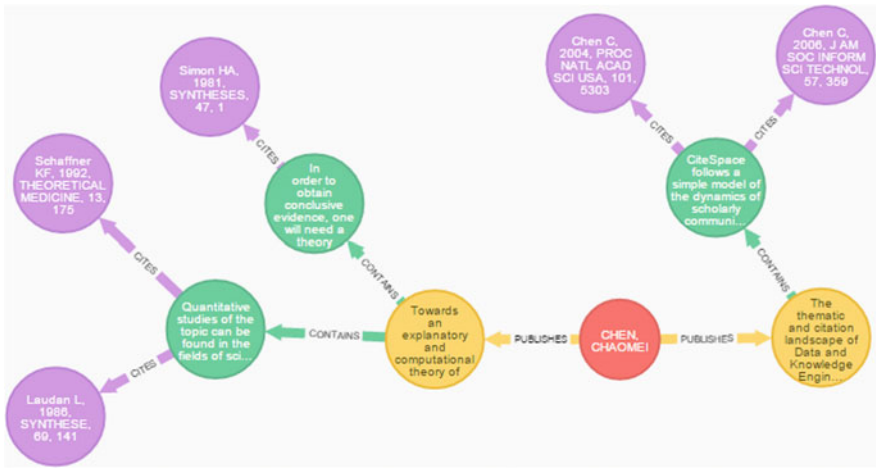 Chen C,
2004, PROC
NATL ACAD
SCI USA, 101,
5303
Chen C,
2006, J AM
SOC INFORM
SCI TECHNOL,
57, 359
Simon HA,
1981,
SYNTHESES,
47, 1
CITES
CITES
CITES
Schaffner
KF, 1992,
THEORETICAL
MEDICINE, 13,
175
In
order to
obtain
conclusive
evidence, one
will need a
theory
CiteSpace
follows a
simple model of
the dynamics of
scholarly
communi...
CITES
CONTAINS
CONTAINS
Quantitative
studies of the
topic can be
found in the
fields of sci...
CONTAINS
Towards
an
explanatory
and
computational
theory of
PUBLISHES
CHEN,
CHAOMEI
PUBLISHES
The
thematic
and citation
landscape of
Data and
Knowledge
Engin...
CITES
Laudan L,
1986,
SYNTHESE,
69, 141